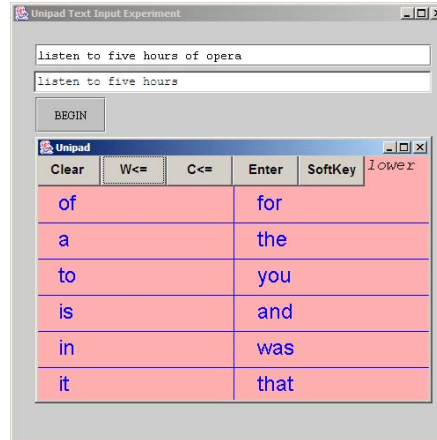 Unipad Text Input Experiment
listen to five hours of opera
listen to five hours
BEGIN
Unipad
Clear W<= C<= Enter SoftKey lower
of for
a the
to you
is and
in was
it that